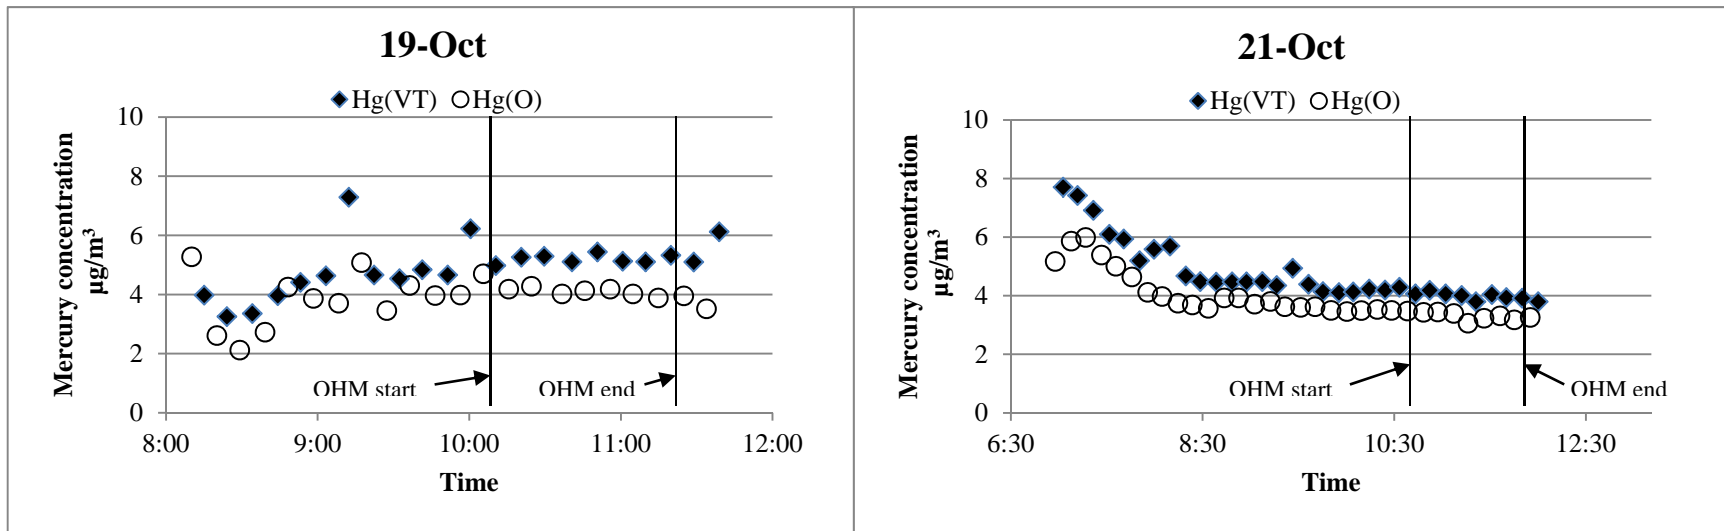 19-Oct
Hg(VT) Hg(O)
Mercury concentration
µg/m³
10
8
6
4
2
0
OHM start
OHM end
8:00 9:00 10:00 11:00 12:00
Time
21-Oct
Hg(VT) Hg(O)
Mercury concentration
µg/m³
10
8
6
4
2
0
OHM start
OHM end
6:30 8:30 10:30 12:30
Time